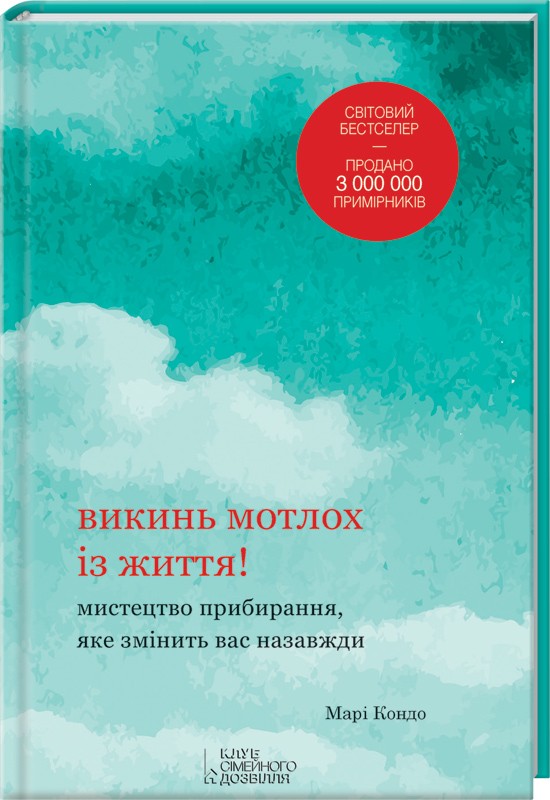 СВІТОВИЙ
БЕСТСЕЛЕР
—
ПРОДАНО
3 000 000
ПРИМІРНИКІВ
викинь мотлох
із життя!
мистецтво прибирання,
яке змінить вас назавжди
Марі Кондо
КЛУБ
СІМЕЙНОГО
ДОЗВІЛЛЯ